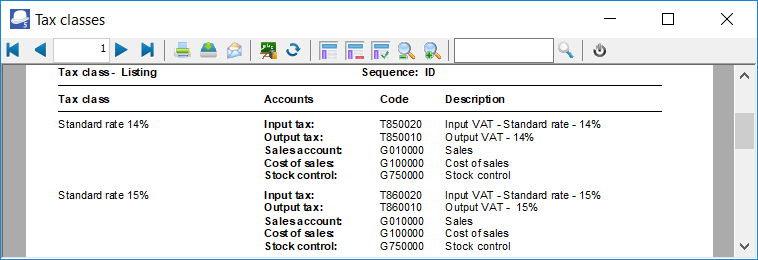 Tax classes
1
Tax class - Listing Sequence: ID
Tax class Accounts Code Description
Standard rate 14% Input tax: T850020 Input VAT - Standard rate - 14%
Output tax: T850010 Output VAT - 14%
Sales account: G010000 Sales
Cost of sales: G100000 Cost of sales
Stock control: G750000 Stock control
Standard rate 15% Input tax: T860020 Input VAT - Standard rate - 15%
Output tax: T860010 Output VAT - 15%
Sales account: G010000 Sales
Cost of sales: G100000 Cost of sales
Stock control: G750000 Stock control